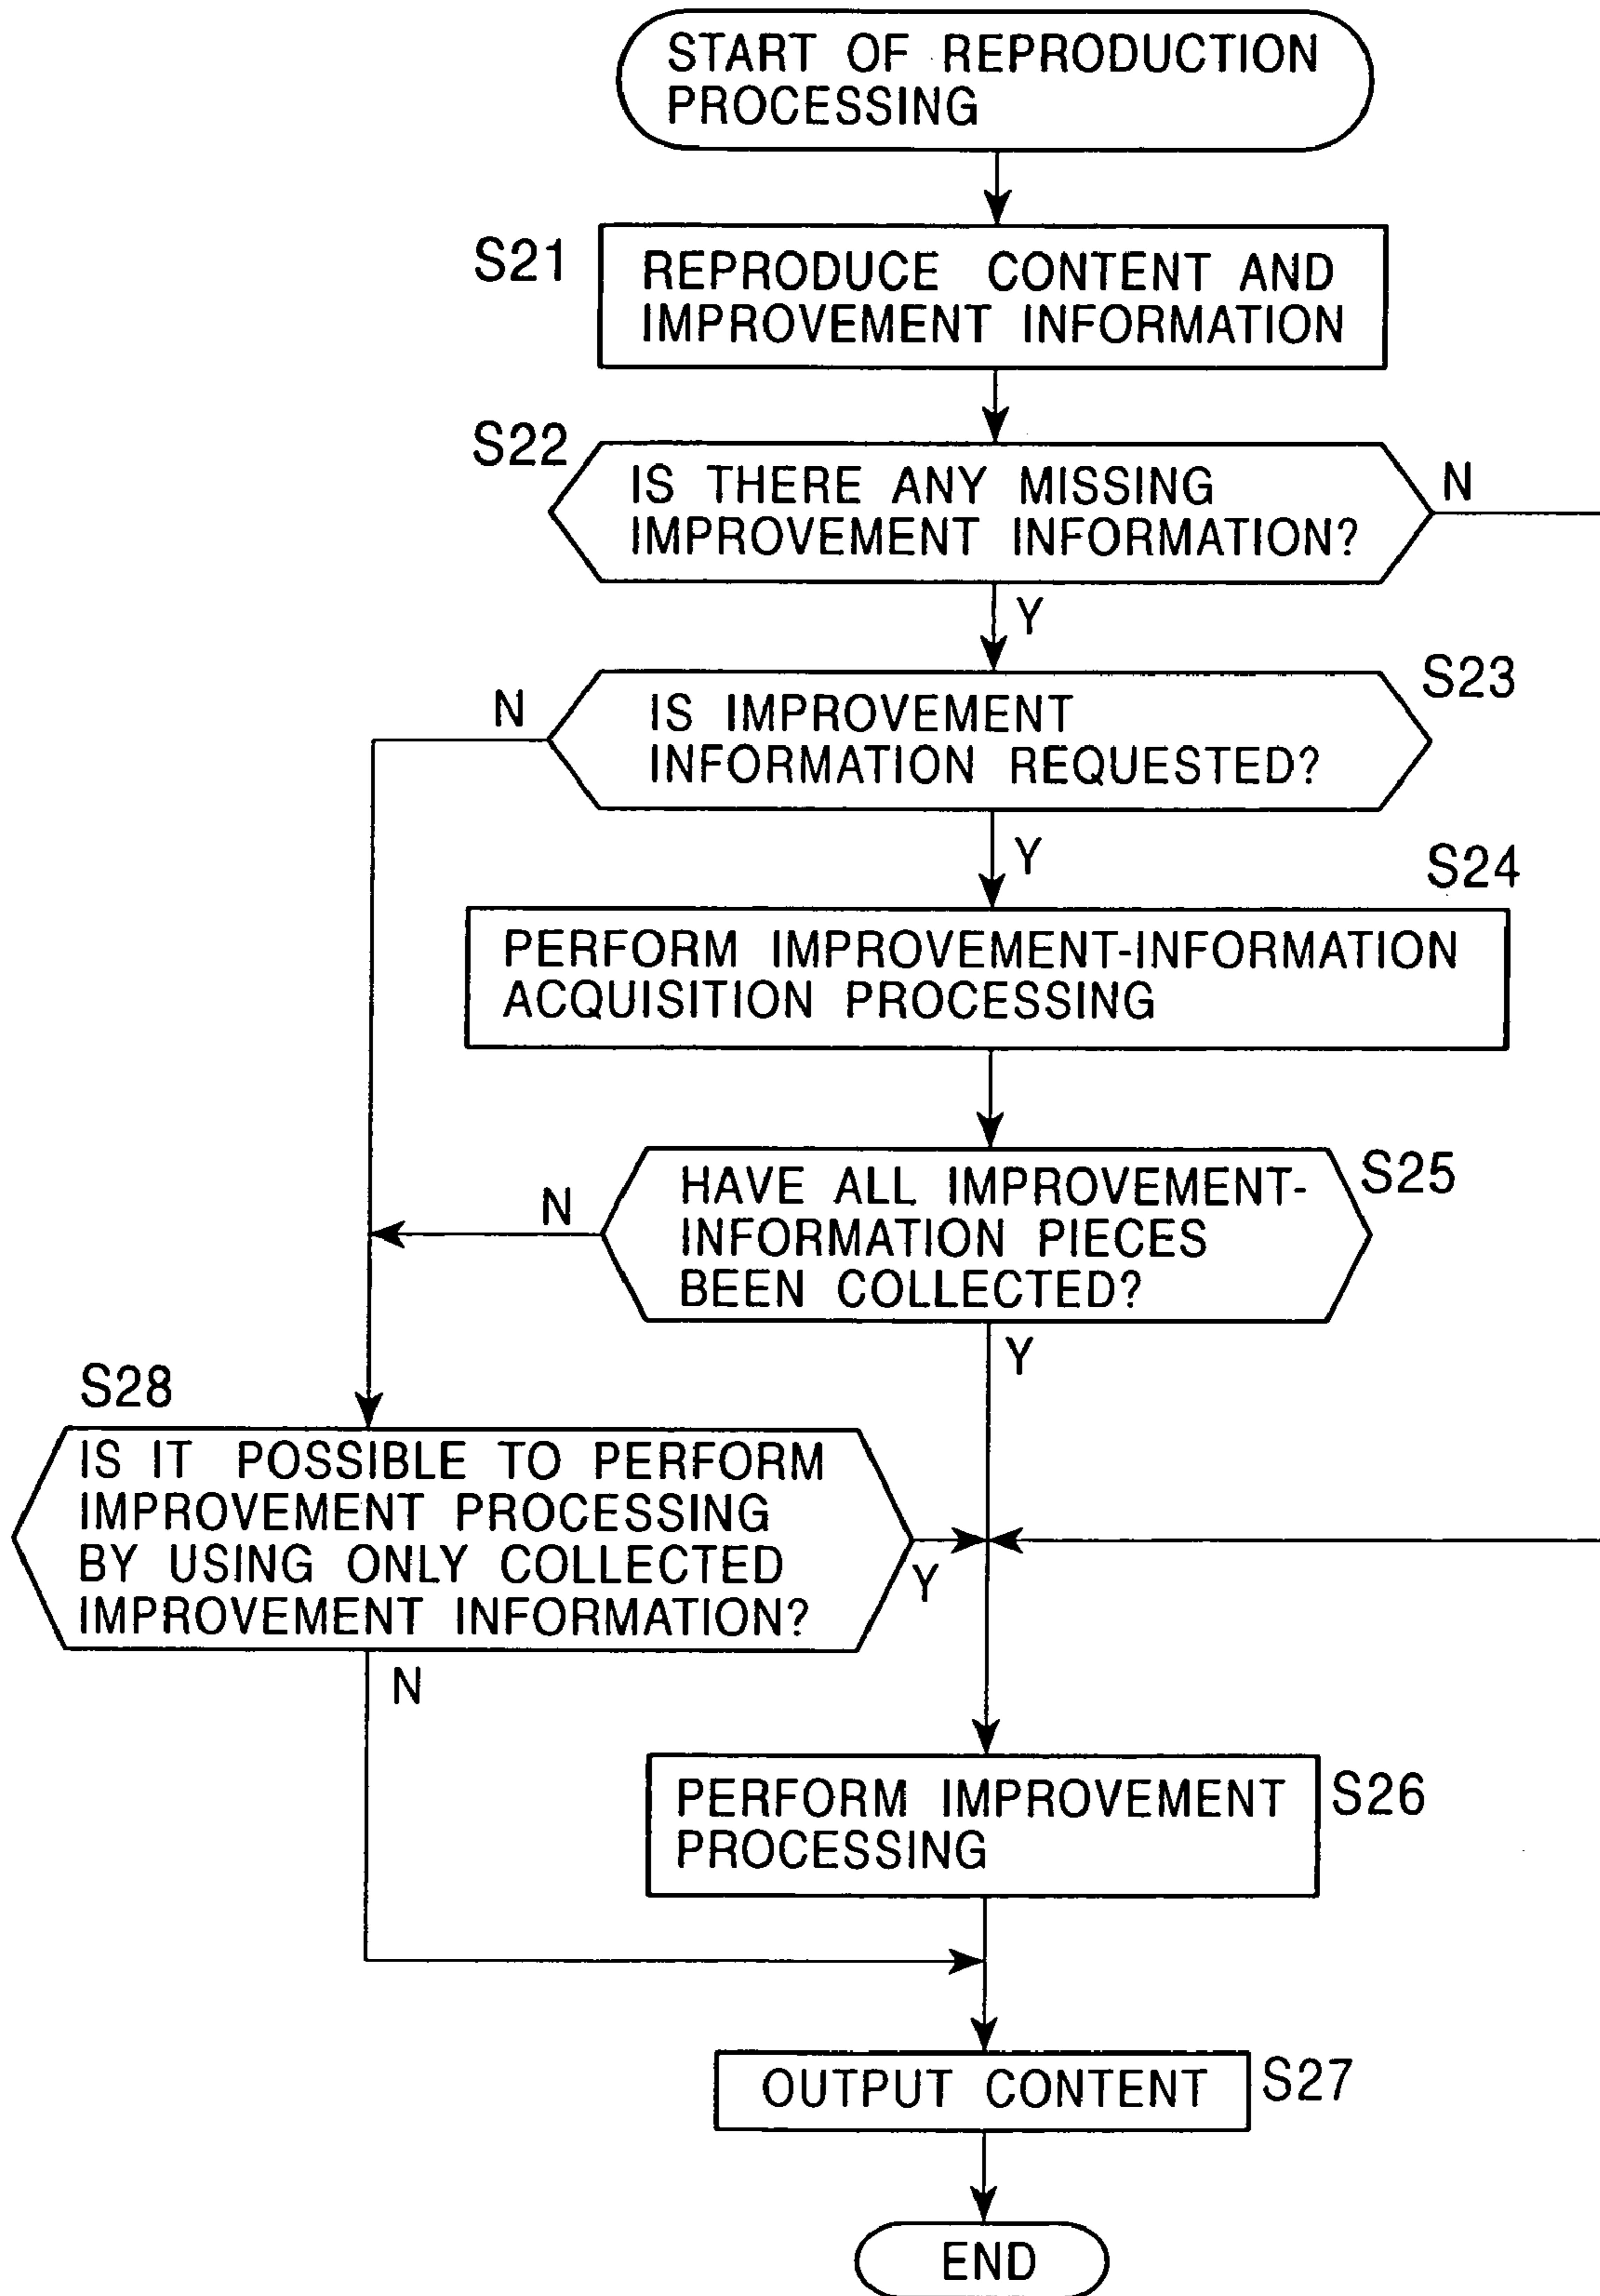 START OF REPRODUCTION
PROCESSING
S21
REPRODUCE CONTENT AND
IMPROVEMENT INFORMATION
S22
IS THERE ANY MISSING
IMPROVEMENT INFORMATION?
N
Y
S23
N
IS IMPROVEMENT
INFORMATION REQUESTED?
Y
S24
PERFORM IMPROVEMENT-INFORMATION
ACQUISITION PROCESSING
S25
N
HAVE ALL IMPROVEMENT-
INFORMATION PIECES
BEEN COLLECTED?
Y
S28
IS IT POSSIBLE TO PERFORM
IMPROVEMENT PROCESSING
BY USING ONLY COLLECTED
IMPROVEMENT INFORMATION?
Y
N
PERFORM IMPROVEMENT
PROCESSING
S26
OUTPUT CONTENT
S27
END